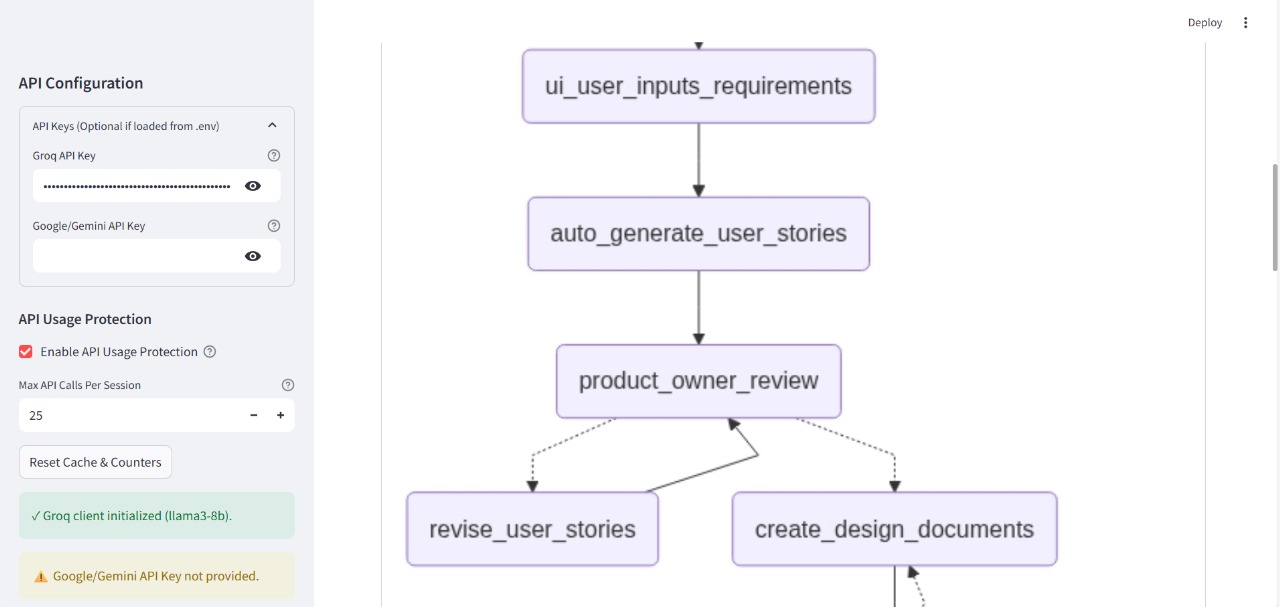 Deploy
API Configuration
API Keys (Optional if loaded from .env)
Groq API Key
Google/Gemini API Key
API Usage Protection
Enable API Usage Protection
Max API Calls Per Session
25
Reset Cache & Counters
✓ Groq client initialized (llama3-8b).
⚠ Google/Gemini API Key not provided.
ui_user_inputs_requirements
auto_generate_user_stories
product_owner_review
revise_user_stories
create_design_documents